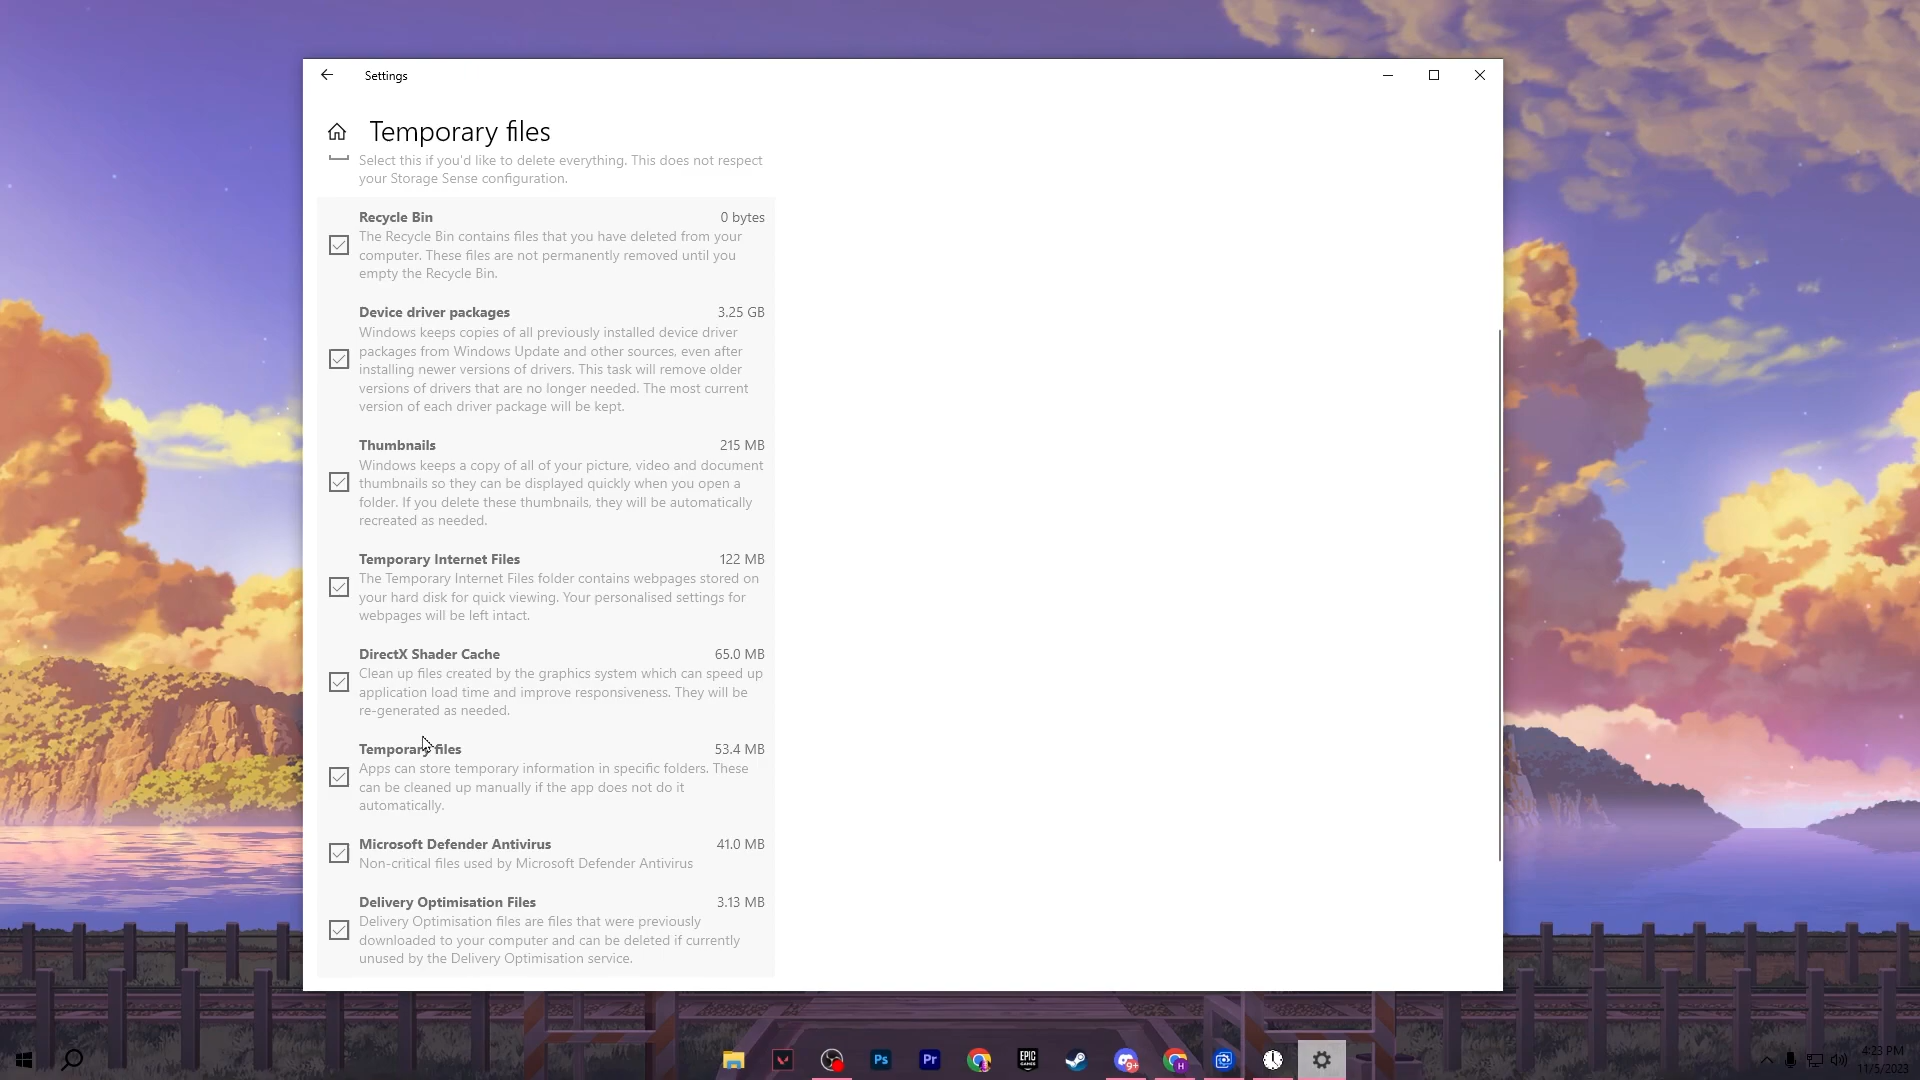 Settings
Temporary files
Select this if you'd like to delete everything. This does not respect
your Storage Sense configuration.
Recycle Bin 0 bytes
The Recycle Bin contains files that you have deleted from your
computer. These files are not permanently removed until you
empty the Recycle Bin.
Device driver packages 3.25 GB
Windows keeps copies of all previously installed device driver
packages from Windows Update and other sources, even after
installing newer versions of drivers. This task will remove older
versions of drivers that are no longer needed. The most current
version of each driver package will be kept.
Thumbnails 215 MB
Windows keeps a copy of all of your picture, video and document
thumbnails so they can be displayed quickly when you open a
folder. If you delete these thumbnails, they will be automatically
recreated as needed.
Temporary Internet Files 122 MB
The Temporary Internet Files folder contains webpages stored on
your hard disk for quick viewing. Your personalised settings for
webpages will be left intact.
DirectX Shader Cache 65.0 MB
Clean up files created by the graphics system which can speed up
application load time and improve responsiveness. They will be
re-generated as needed.
Temporary files 53.4 MB
Apps can store temporary information in specific folders. These
can be cleaned up manually if the app does not do it
automatically.
Microsoft Defender Antivirus 41.0 MB
Non-critical files used by Microsoft Defender Antivirus
Delivery Optimisation Files 3.13 MB
Delivery Optimisation files are files that were previously
downloaded to your computer and can be deleted if currently
unused by the Delivery Optimisation service.
Ps
Pr
EPIC
GAMES
9+
H
4:23 PM
11/5/2023